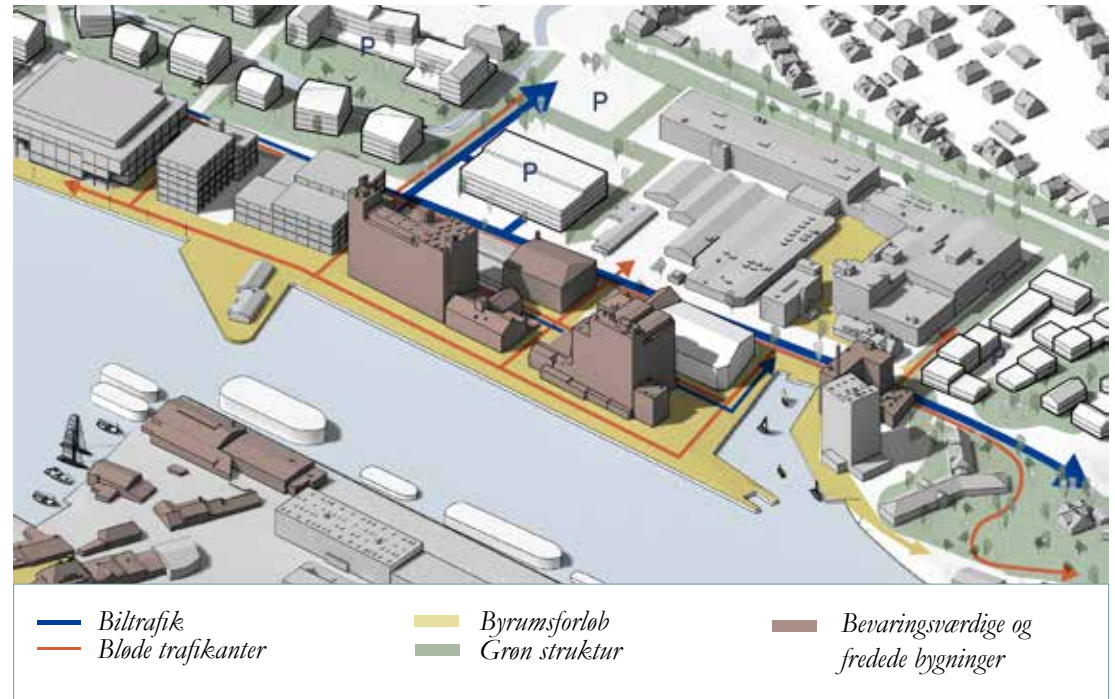 P
P
P
Biltrafik
Bløde trafikanter
Byrumsforløb
Grøn struktur
Bevaringsværdige og
fredede bygninger